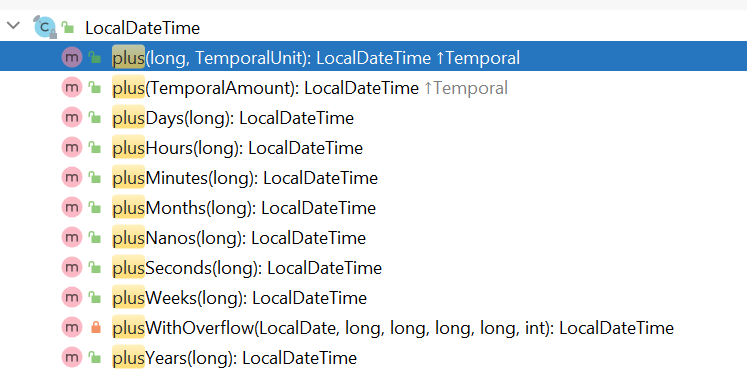 LocalDateTime
plus(long, TemporalUnit): LocalDateTime ↑Temporal
plus(TemporalAmount): LocalDateTime ↑Temporal
plusDays(long): LocalDateTime
plusHours(long): LocalDateTime
plusMinutes(long): LocalDateTime
plusMonths(long): LocalDateTime
plusNanos(long): LocalDateTime
plusSeconds(long): LocalDateTime
plusWeeks(long): LocalDateTime
plusWithOverflow(LocalDate, long, long, long, long, int): LocalDateTime
plusYears(long): LocalDateTime